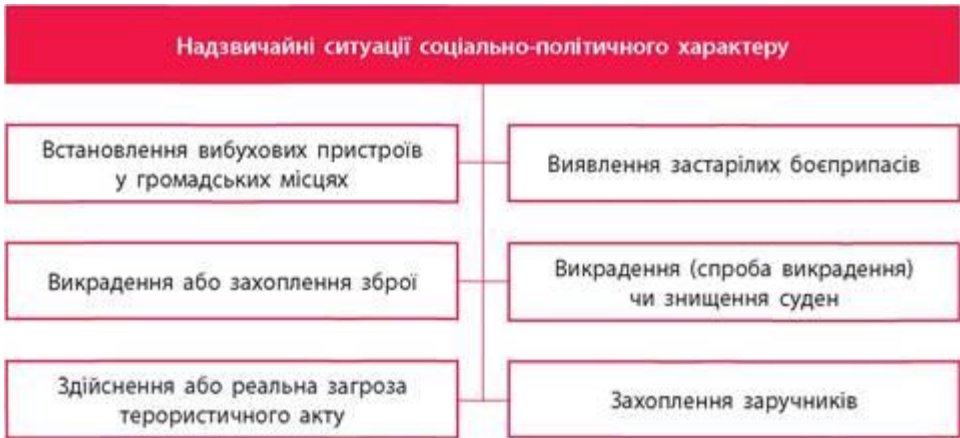 Надзвичайні ситуації соціально-політичного характеру
Встановлення вибухових пристроїв
у громадських місцях
Виявлення застарілих боєприпасів
Викрадення або захоплення зброї
Викрадення (спроба викрадення)
чи знищення суден
Здійснення або реальна загроза
терористичного акту
Захоплення заручників